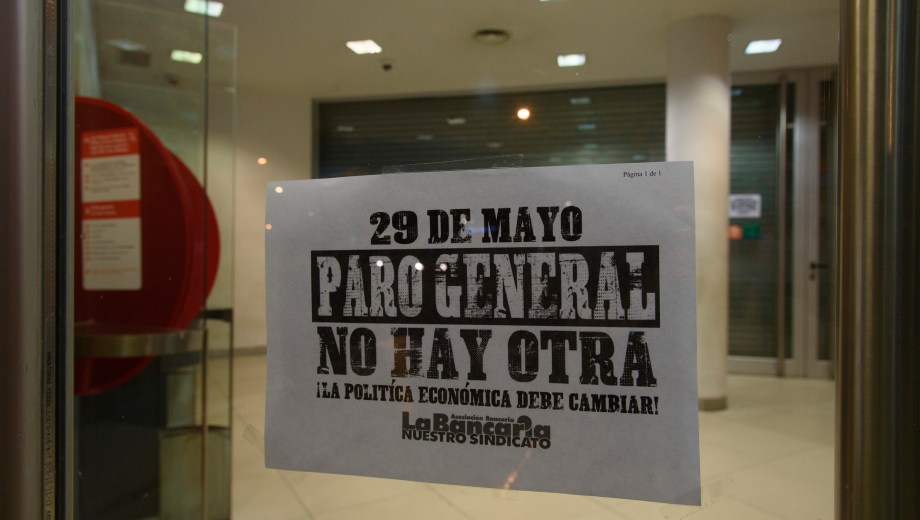 Página 1 de 1
29 DE MAYO
PARO GENERAL
NO HAY OTRA
¡LA POLITÍCA ECONÓMICA DEBE CAMBIAR!
Asociación Bancaria
La Bancaria
NUESTRO SINDICATO